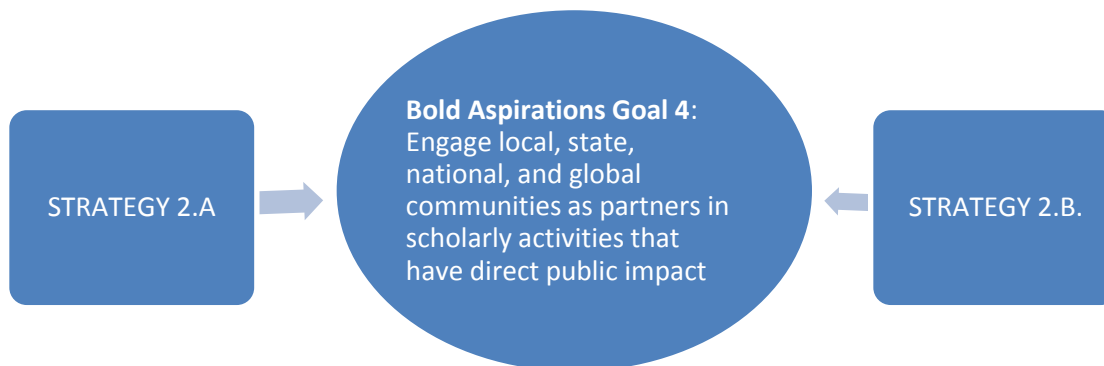 STRATEGY 2.A
Bold Aspirations Goal 4:
Engage local, state,
national, and global
communities as partners in
scholarly activities that
have direct public impact
STRATEGY 2.B.